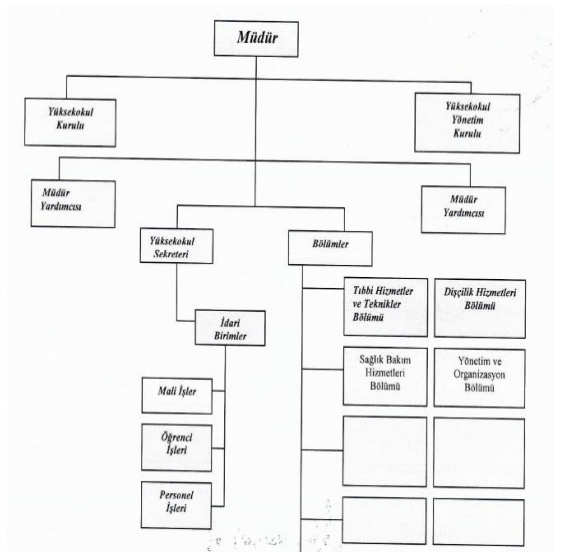 Müdür
Yüksekokul
Kurulu
Yüksekokul
Yönetim
Kurulu
Müdür
Yardımcısı
Müdür
Yardımcısı
Yüksekokul
Sekreteri
Bölümler
Tıbbi Hizmetler
ve Teknikler
Bölümü
Dişçilik Hizmetleri
Bölümü
İdari
Birimler
Sağlık Bakım
Hizmetleri
Bölümü
Yönetim ve
Organizasyon
Bölümü
Mali İşler
Öğrenci
İşleri
Personel
İşleri